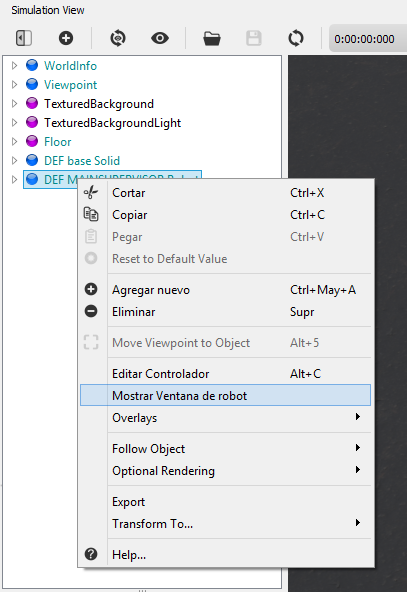 Simulation View
0:00:00:000
WorldInfo
Viewpoint
TexturedBackground
TexturedBackgroundLight
Floor
DEF base Solid
DEF MAINSUPERVISOR Robot
Cortar Ctrl+X
Copiar Ctrl+C
Pegar Ctrl+V
Reset to Default Value
Agregar nuevo Ctrl+May+A
Eliminar Supr
Move Viewpoint to Object Alt+5
Editar Controlador Alt+C
Mostrar Ventana de robot
Overlays
Follow Object
Optional Rendering
Export
Transform To...
Help...